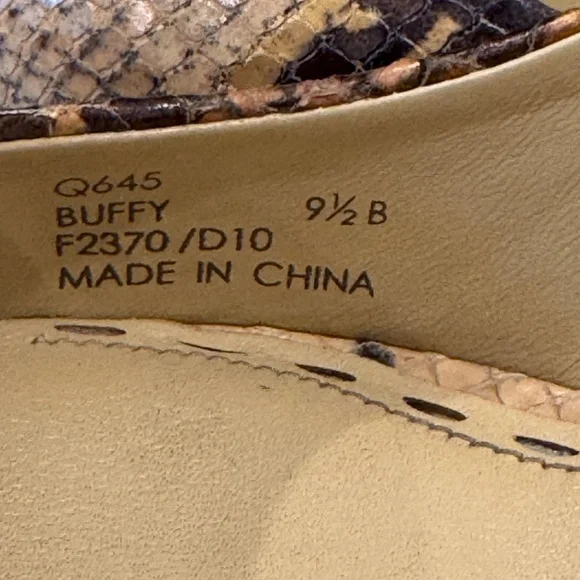 Q645
BUFFY 9½ B
F2370 /D10
MADE IN CHINA